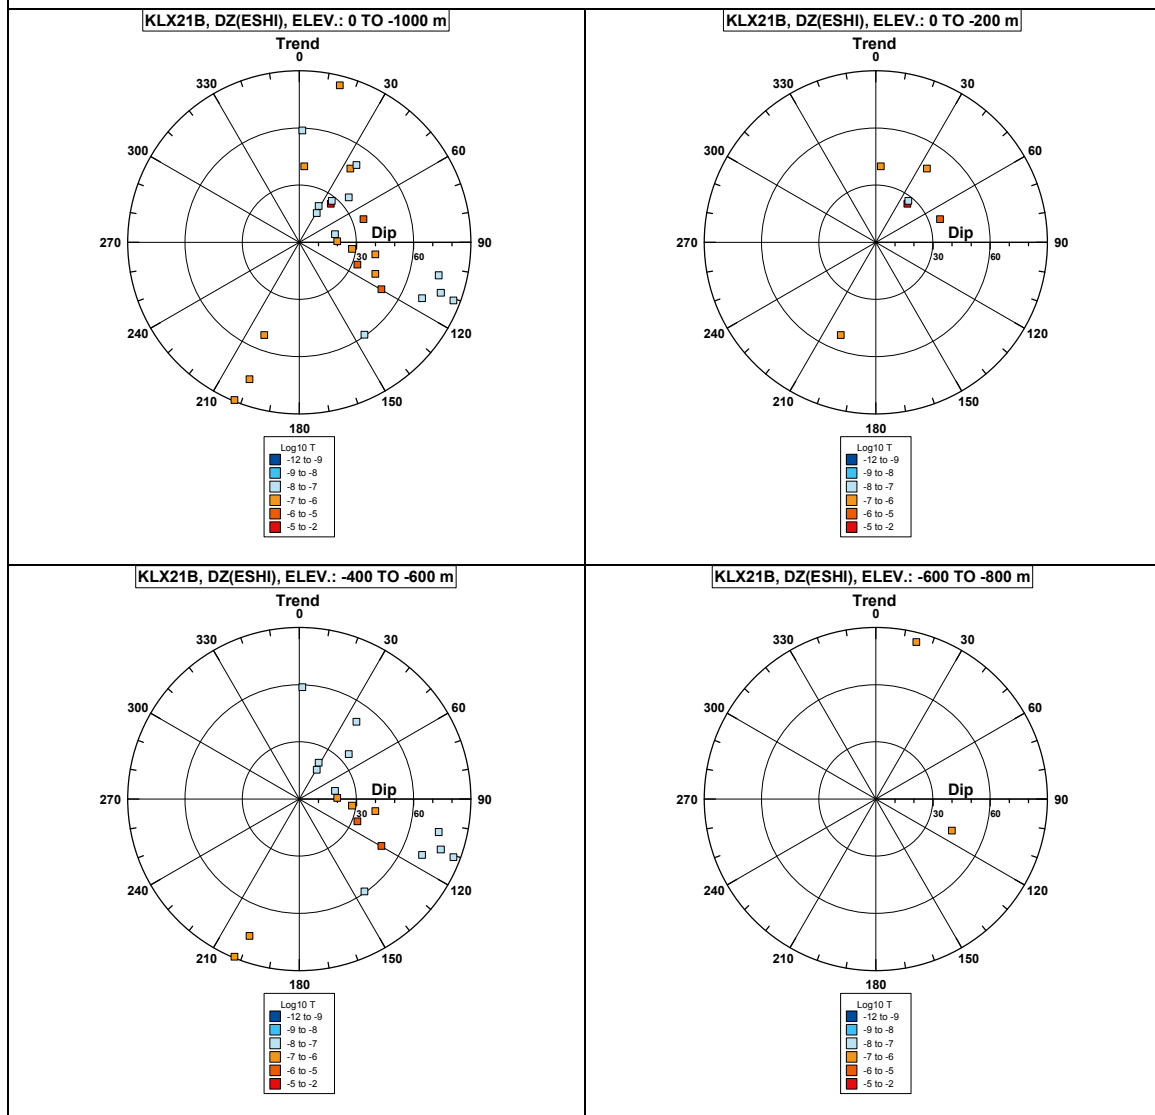 KLX21B, DZ(ESHI), ELEV.: 0 TO -1000 m
Trend
0
330 30
300 60
270 Dip 90
30 60
240 120
210 150
180
Log10 T
-12 to -9
-9 to -8
-8 to -7
-7 to -6
-6 to -5
-5 to -2
KLX21B, DZ(ESHI), ELEV.: 0 TO -200 m
Trend
0
330 30
300 60
270 Dip 90
30 60
240 120
210 150
180
Log10 T
-12 to -9
-9 to -8
-8 to -7
-7 to -6
-6 to -5
-5 to -2
KLX21B, DZ(ESHI), ELEV.: -400 TO -600 m
Trend
0
330 30
300 60
270 Dip 90
30 60
240 120
210 150
180
Log10 T
-12 to -9
-9 to -8
-8 to -7
-7 to -6
-6 to -5
-5 to -2
KLX21B, DZ(ESHI), ELEV.: -600 TO -800 m
Trend
0
330 30
300 60
270 Dip 90
30 60
240 120
210 150
180
Log10 T
-12 to -9
-9 to -8
-8 to -7
-7 to -6
-6 to -5
-5 to -2